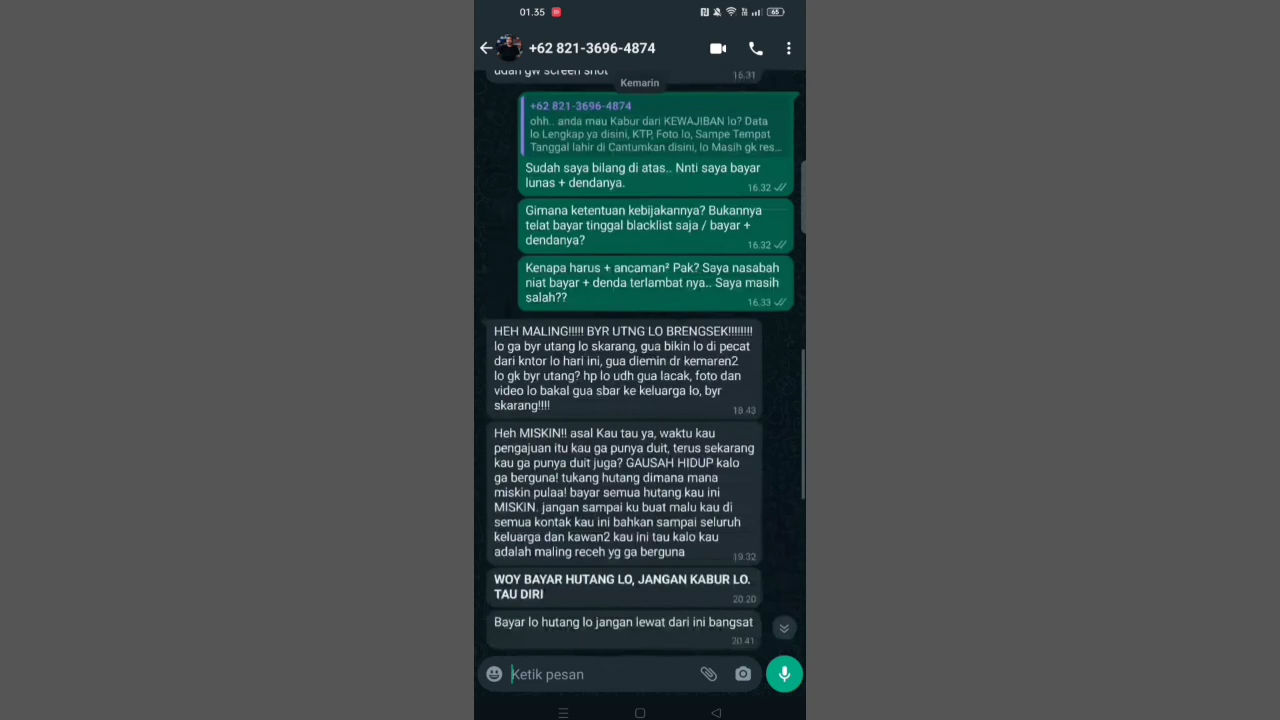 01.35
65
+62 821-3696-4874
udah gw screen shot
16.31
Kemarin
+62 821-3696-4874
ohh.. anda mau Kabur dari KEWAJIBAN lo? Data
lo Lengkap ya disini, KTP, Foto lo, Sampe Tempat
Tanggal lahir di Cantumkan disini, lo Masih gk res...
Sudah saya bilang di atas.. Nnti saya bayar
lunas + dendanya.
16.32
Gimana ketentuan kebijakannya? Bukannya
telat bayar tinggal blacklist saja / bayar +
dendanya?
16.32
Kenapa harus + ancaman² Pak? Saya nasabah
niat bayar + denda terlambat nya.. Saya masih
salah??
16.33
HEH MALING!!!!! BYR UTNG LO BRENGSEK!!!!!!!!!
lo ga byr utang lo skarang, gua bikin lo di pecat
dari kntor lo hari ini, gua diemin dr kemaren2
lo gk byr utang? hp lo udh gua lacak, foto dan
video lo bakal gua sbar ke keluarga lo, byr
skarang!!!!
18.43
Heh MISKIN!! asal Kau tau ya, waktu kau
pengajuan itu kau ga punya duit, terus sekarang
kau ga punya duit juga? GAUSAH HIDUP kalo
ga berguna! tukang hutang dimana mana
miskin pulaa! bayar semua hutang kau ini
MISKIN. jangan sampai ku buat malu kau di
semua kontak kau ini bahkan sampai seluruh
keluarga dan kawan2 kau ini tau kalo kau
adalah maling receh yg ga berguna
19.32
WOY BAYAR HUTANG LO, JANGAN KABUR LO.
TAU DIRI
20.20
Bayar lo hutang lo jangan lewat dari ini bangsat
20.41
Ketik pesan